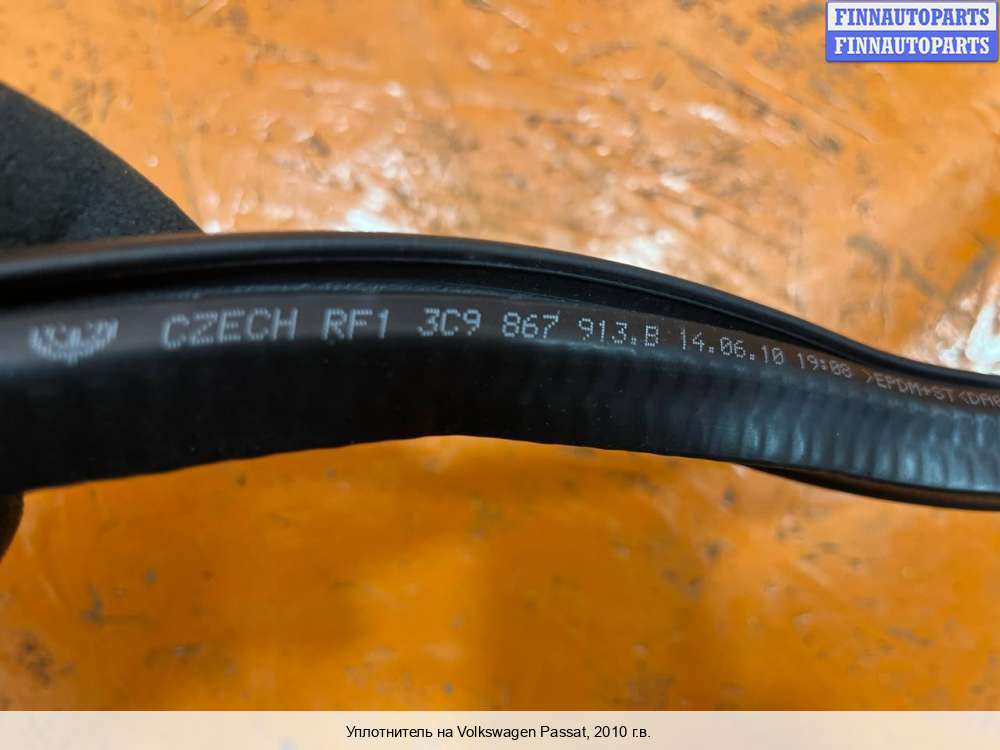 FINNAUTOPARTS
FINNAUTOPARTS
CZECH RF1 3C9 867 913.B 14.06.10 19:08 >EPDM+ST<
Уплотнитель на Volkswagen Passat, 2010 г.в.